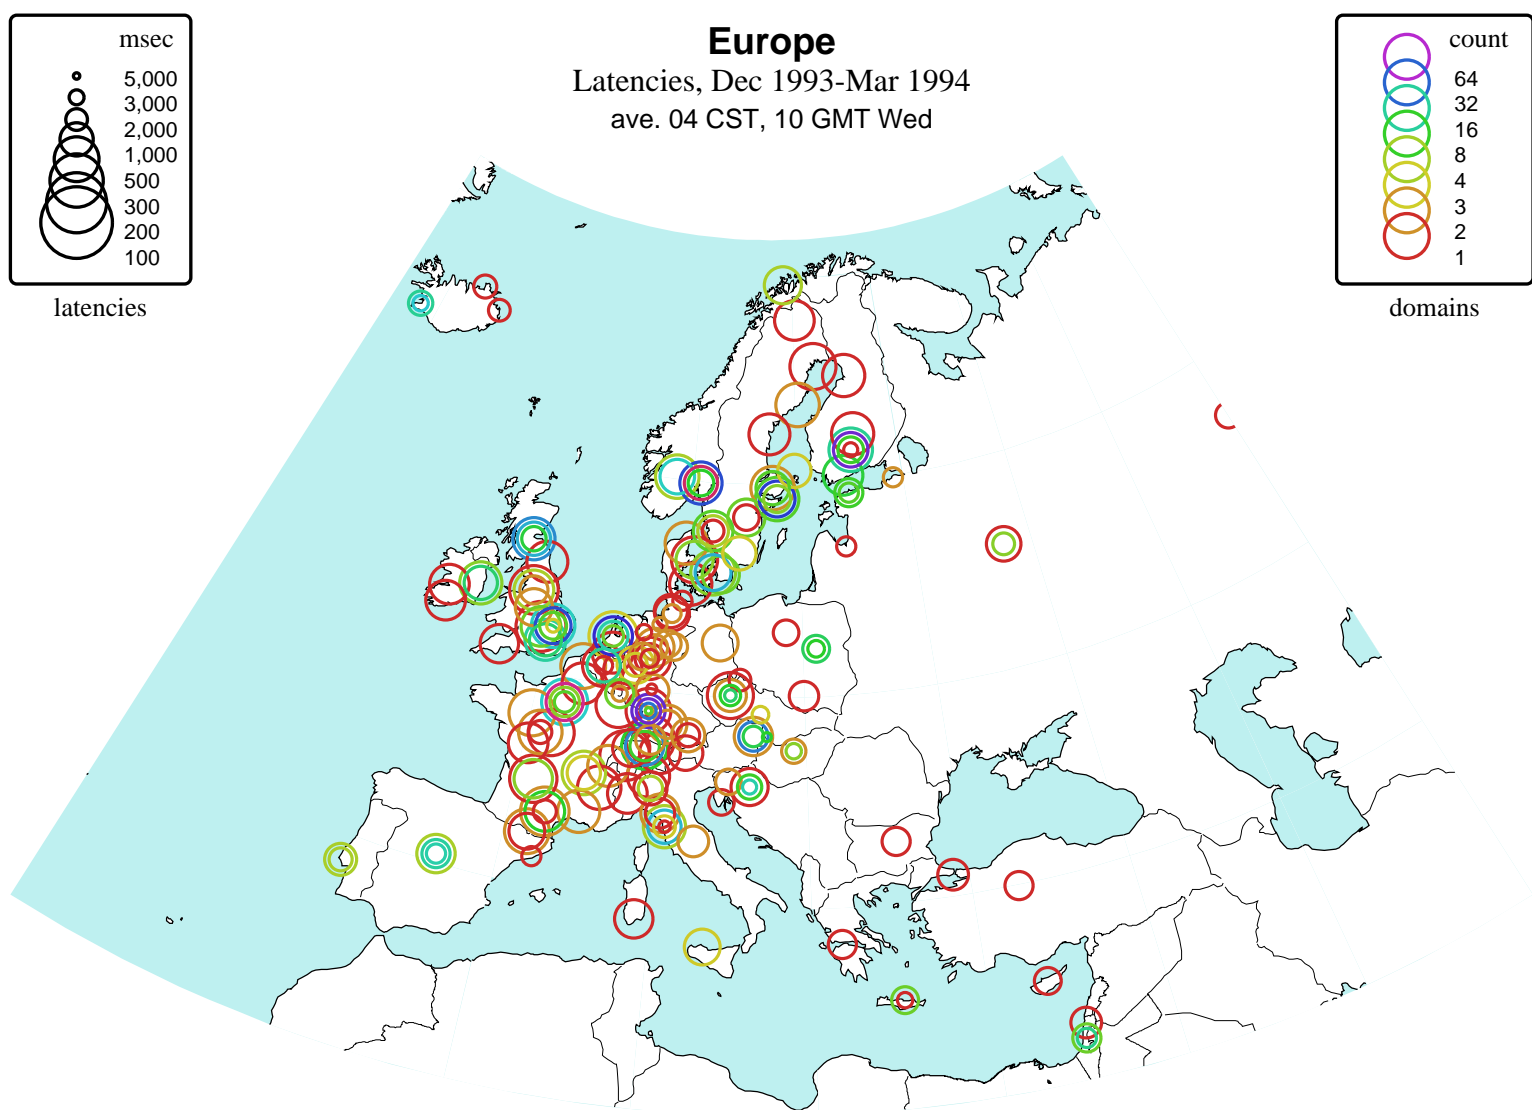 Europe
Latencies, Dec 1993-Mar 1994
ave. 04 CST, 10 GMT Wed
msec
5,000
3,000
2,000
1,000
500
300
200
100
latencies
count
64
32
16
8
4
3
2
1
domains